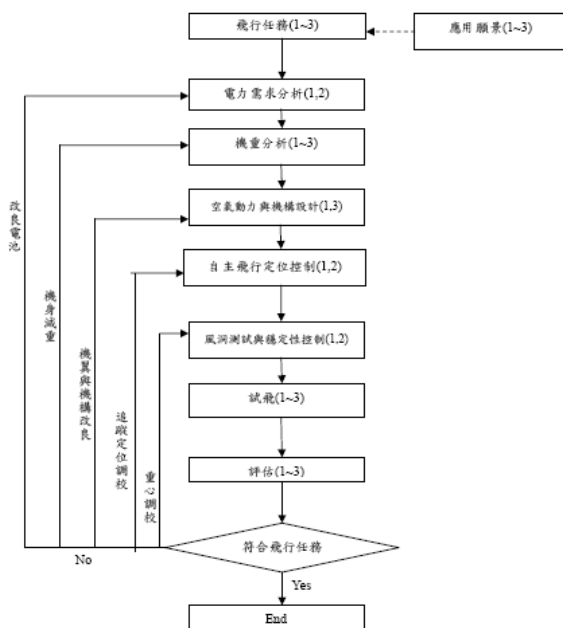 飛行任務(1~3)
應用願景(1~3)
電力需求分析(1,2)
機重分析(1~3)
空氣動力與機構設計(1,3)
自主飛行定位控制(1,2)
風洞測試與穩定性控制(1,2)
試飛(1~3)
評估(1~3)
符合飛行任務
改良電池
機身減重
機翼與機構改良
追蹤定位調校
重心調校
No
Yes
End